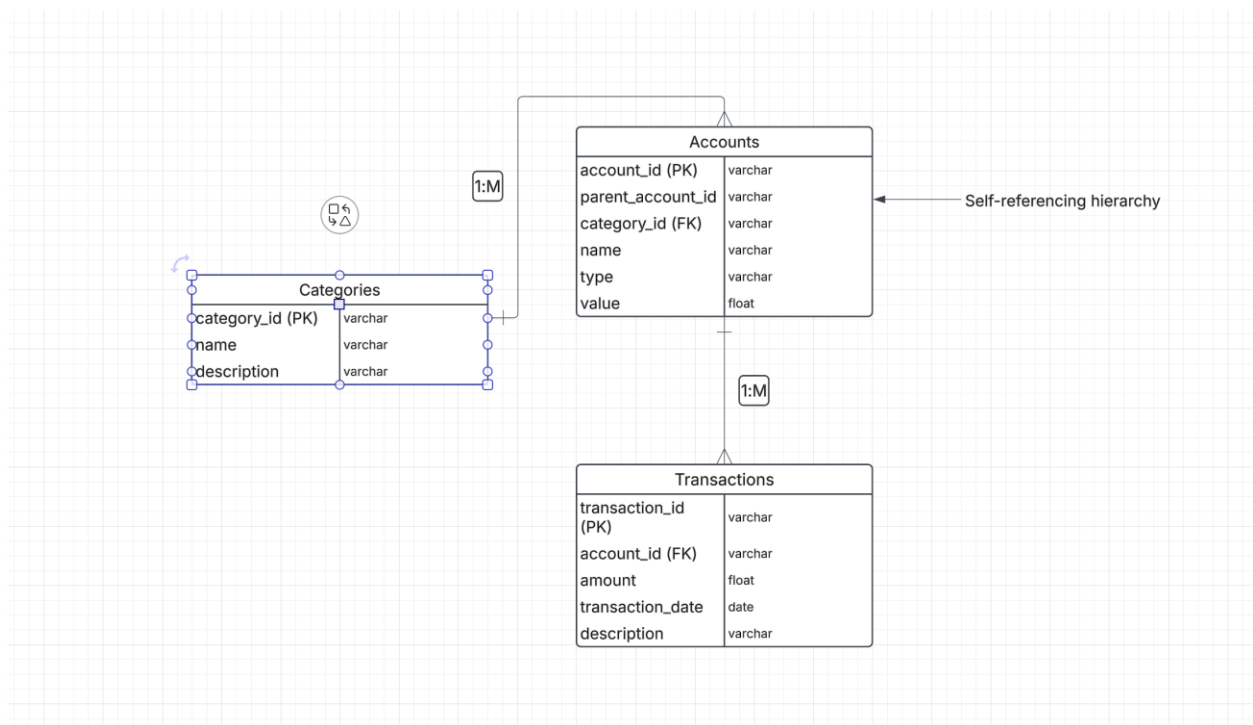 Accounts
account_id (PK) varchar
parent_account_id varchar
category_id (FK) varchar
name varchar
type varchar
value float
Self-referencing hierarchy
1:M
Categories
category_id (PK) varchar
name varchar
description varchar
1:M
Transactions
transaction_id
(PK) varchar
account_id (FK) varchar
amount float
transaction_date date
description varchar